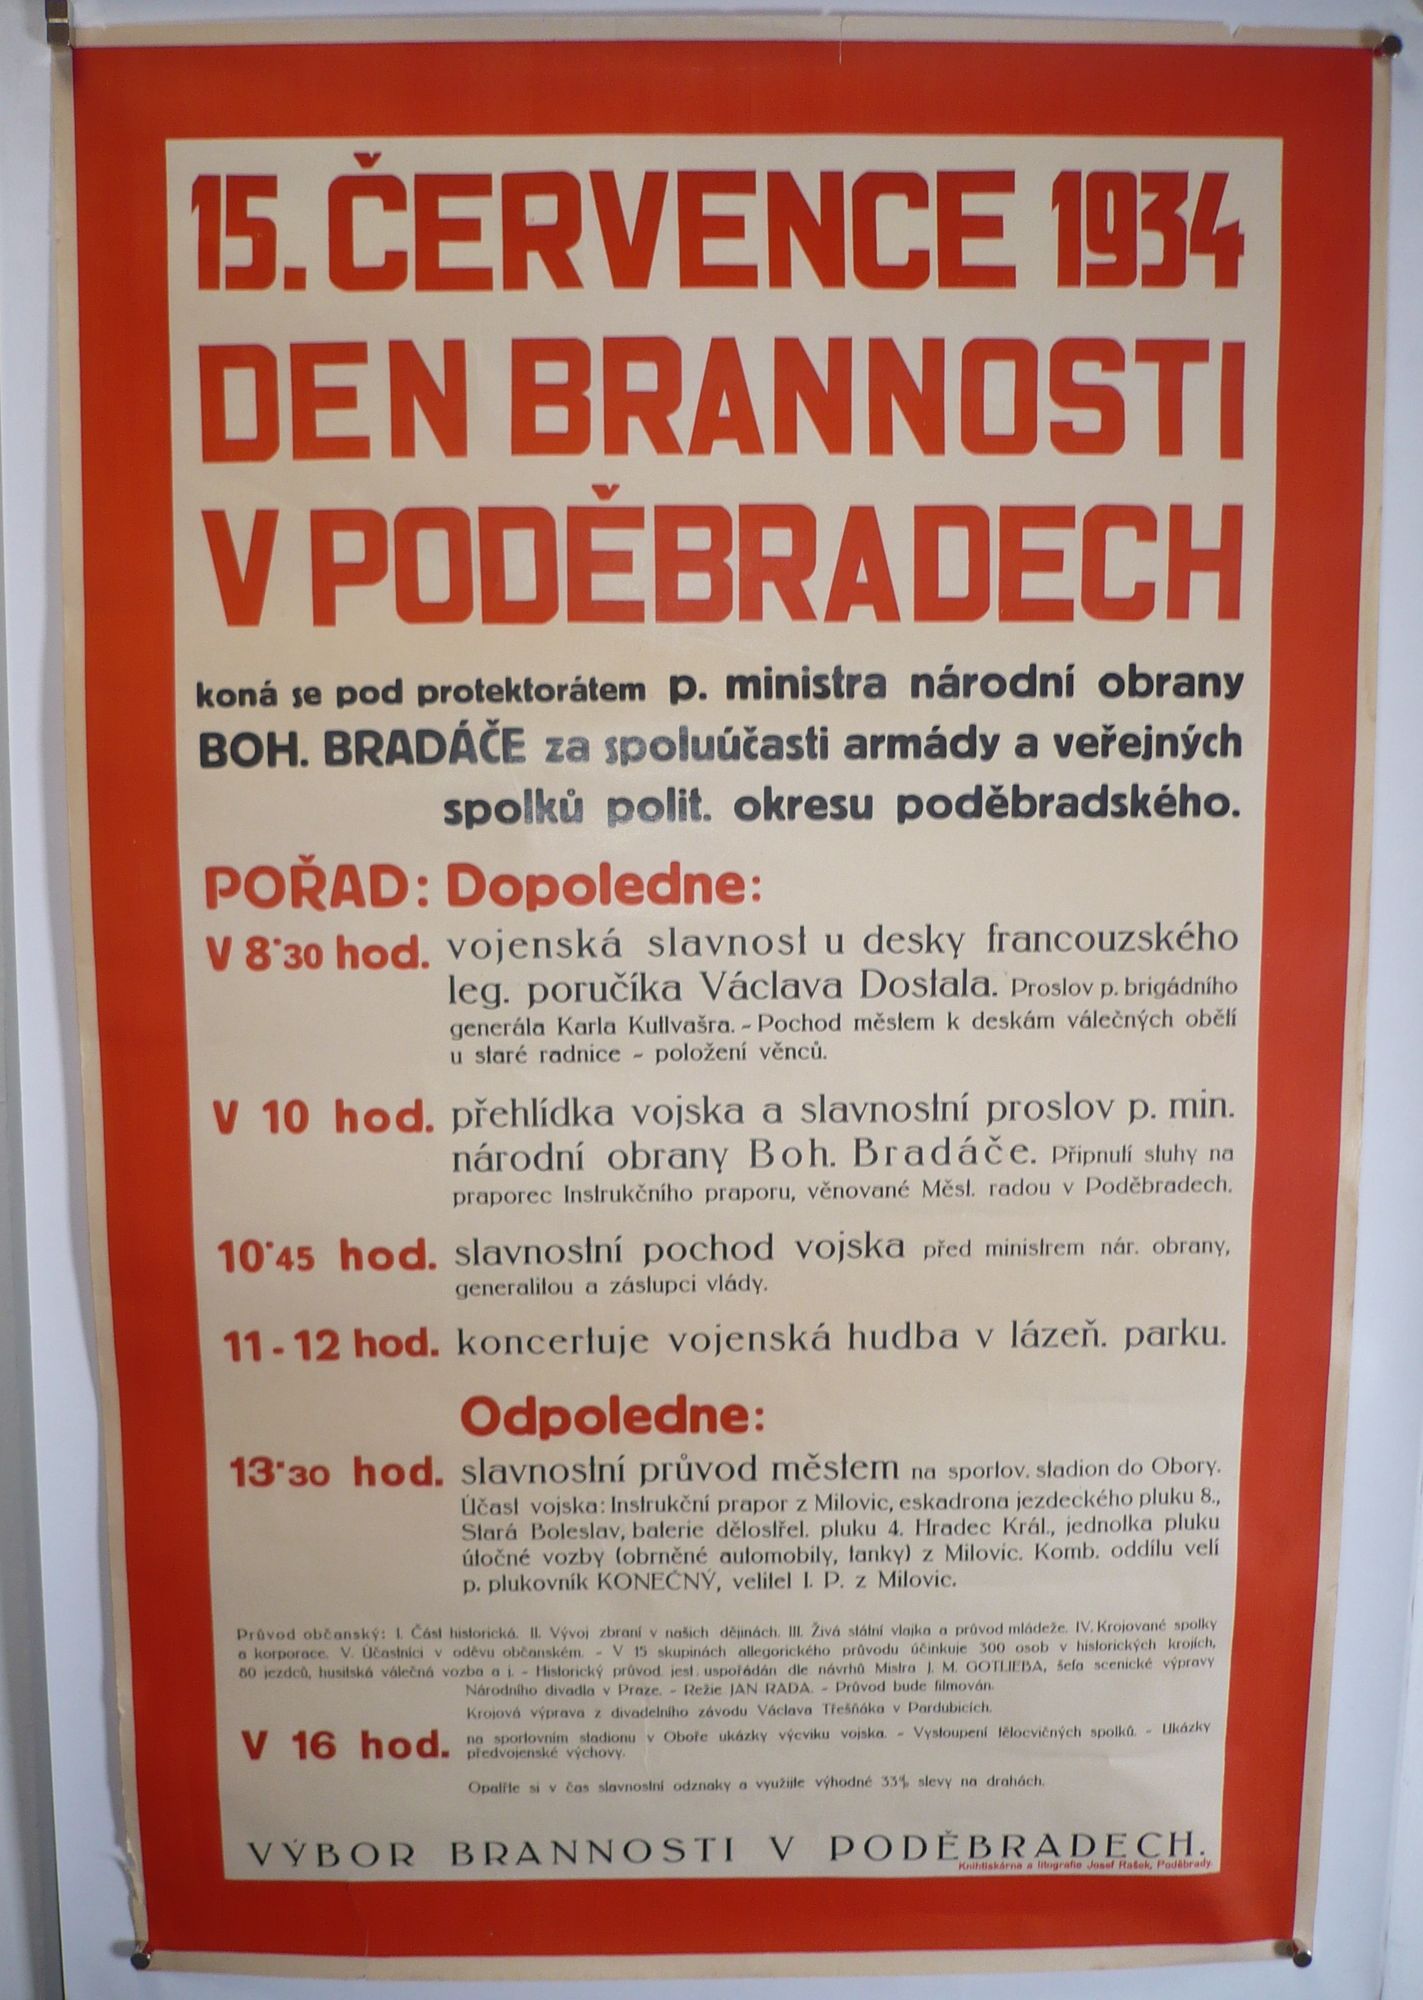 15. ČERVENCE 1934
DEN BRANNOSTI
V PODĚBRADECH
koná se pod protektorátem p. ministra národní obrany
BOH. BRADÁČE za spoluúčasti armády a veřejných
spolků polit. okresu poděbradského.
POŘAD: Dopoledne:
V 8·30 hod. vojenská slavnost u desky francouzského
leg. poručíka Václava Dostala. Proslov p. brigádního
generála Karla Kutlvašra. - Pochod městem k deskám válečných obětí
u staré radnice - položení věnců.
V 10 hod. přehlídka vojska a slavnostní proslov p. min.
národní obrany Boh. Bradáče. Připnutí stuhy na
praporec Instrukčního praporu, věnované Měst. radou v Poděbradech.
10·45 hod. slavnostní pochod vojska před ministrem nár. obrany,
generalitou a zástupci vlády.
11 - 12 hod. koncertuje vojenská hudba v lázeň. parku.
Odpoledne:
13·30 hod. slavnostní průvod městem na sportov. stadion do Obory.
Účast vojska: Instrukční prapor z Milovic, eskadrona jezdeckého pluku 8.,
Stará Boleslav, baterie dělostřel. pluku 4. Hradec Král., jednotka pluku
útočné vozby (obrněné automobily, tanky) z Milovic. Komb. oddílu velí
p. plukovník KONEČNÝ, velitel I. P. z Milovic.
Průvod občanský: I. Část historická. II. Vývoj zbraní v našich dějinách. III. Živá státní vlajka a průvod mládeže. IV. Krojované spolky
a korporace. V. Účastníci v oděvu občanském. - V 15 skupinách allegorického průvodu účinkuje 300 osob v historických krojích,
80 jezdců, husitská válečná vozba a j. - Historický průvod jest uspořádán dle návrhů Mistra J. M. GOTLIEBA, šefa scenické výpravy
Národního divadla v Praze. - Režie JAN RADA. - Průvod bude filmován.
Krojová výprava z divadelního závodu Václava Třešňáka v Pardubicích.
V 16 hod. na sportovním stadionu v Oboře ukázky výcviku vojska. - Vystoupení tělocvičných spolků. - Ukázky
předvojenské výchovy.
Opatřte si v čas slavnostní odznaky a využijte výhodné 33% slevy na drahách.
VÝBOR BRANNOSTI V PODĚBRADECH.
Knihtiskárna a litografie Josef Rašek, Poděbrady